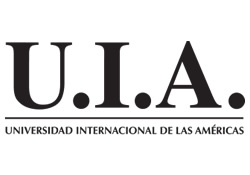 U.I.A.
UNIVERSIDAD INTERNACIONAL DE LAS AMÉRICAS